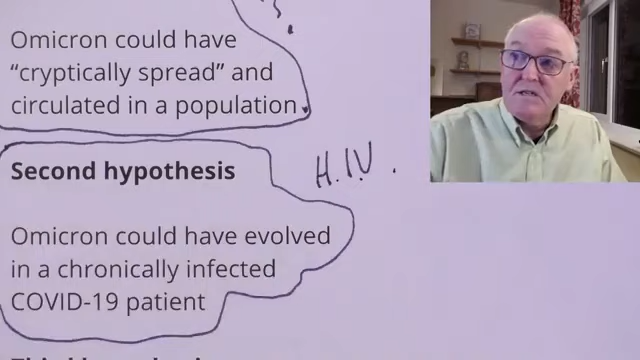 ?
Omicron could have
“cryptically spread” and
circulated in a population.
Second hypothesis
H.IV.
Omicron could have evolved
in a chronically infected
COVID-19 patient